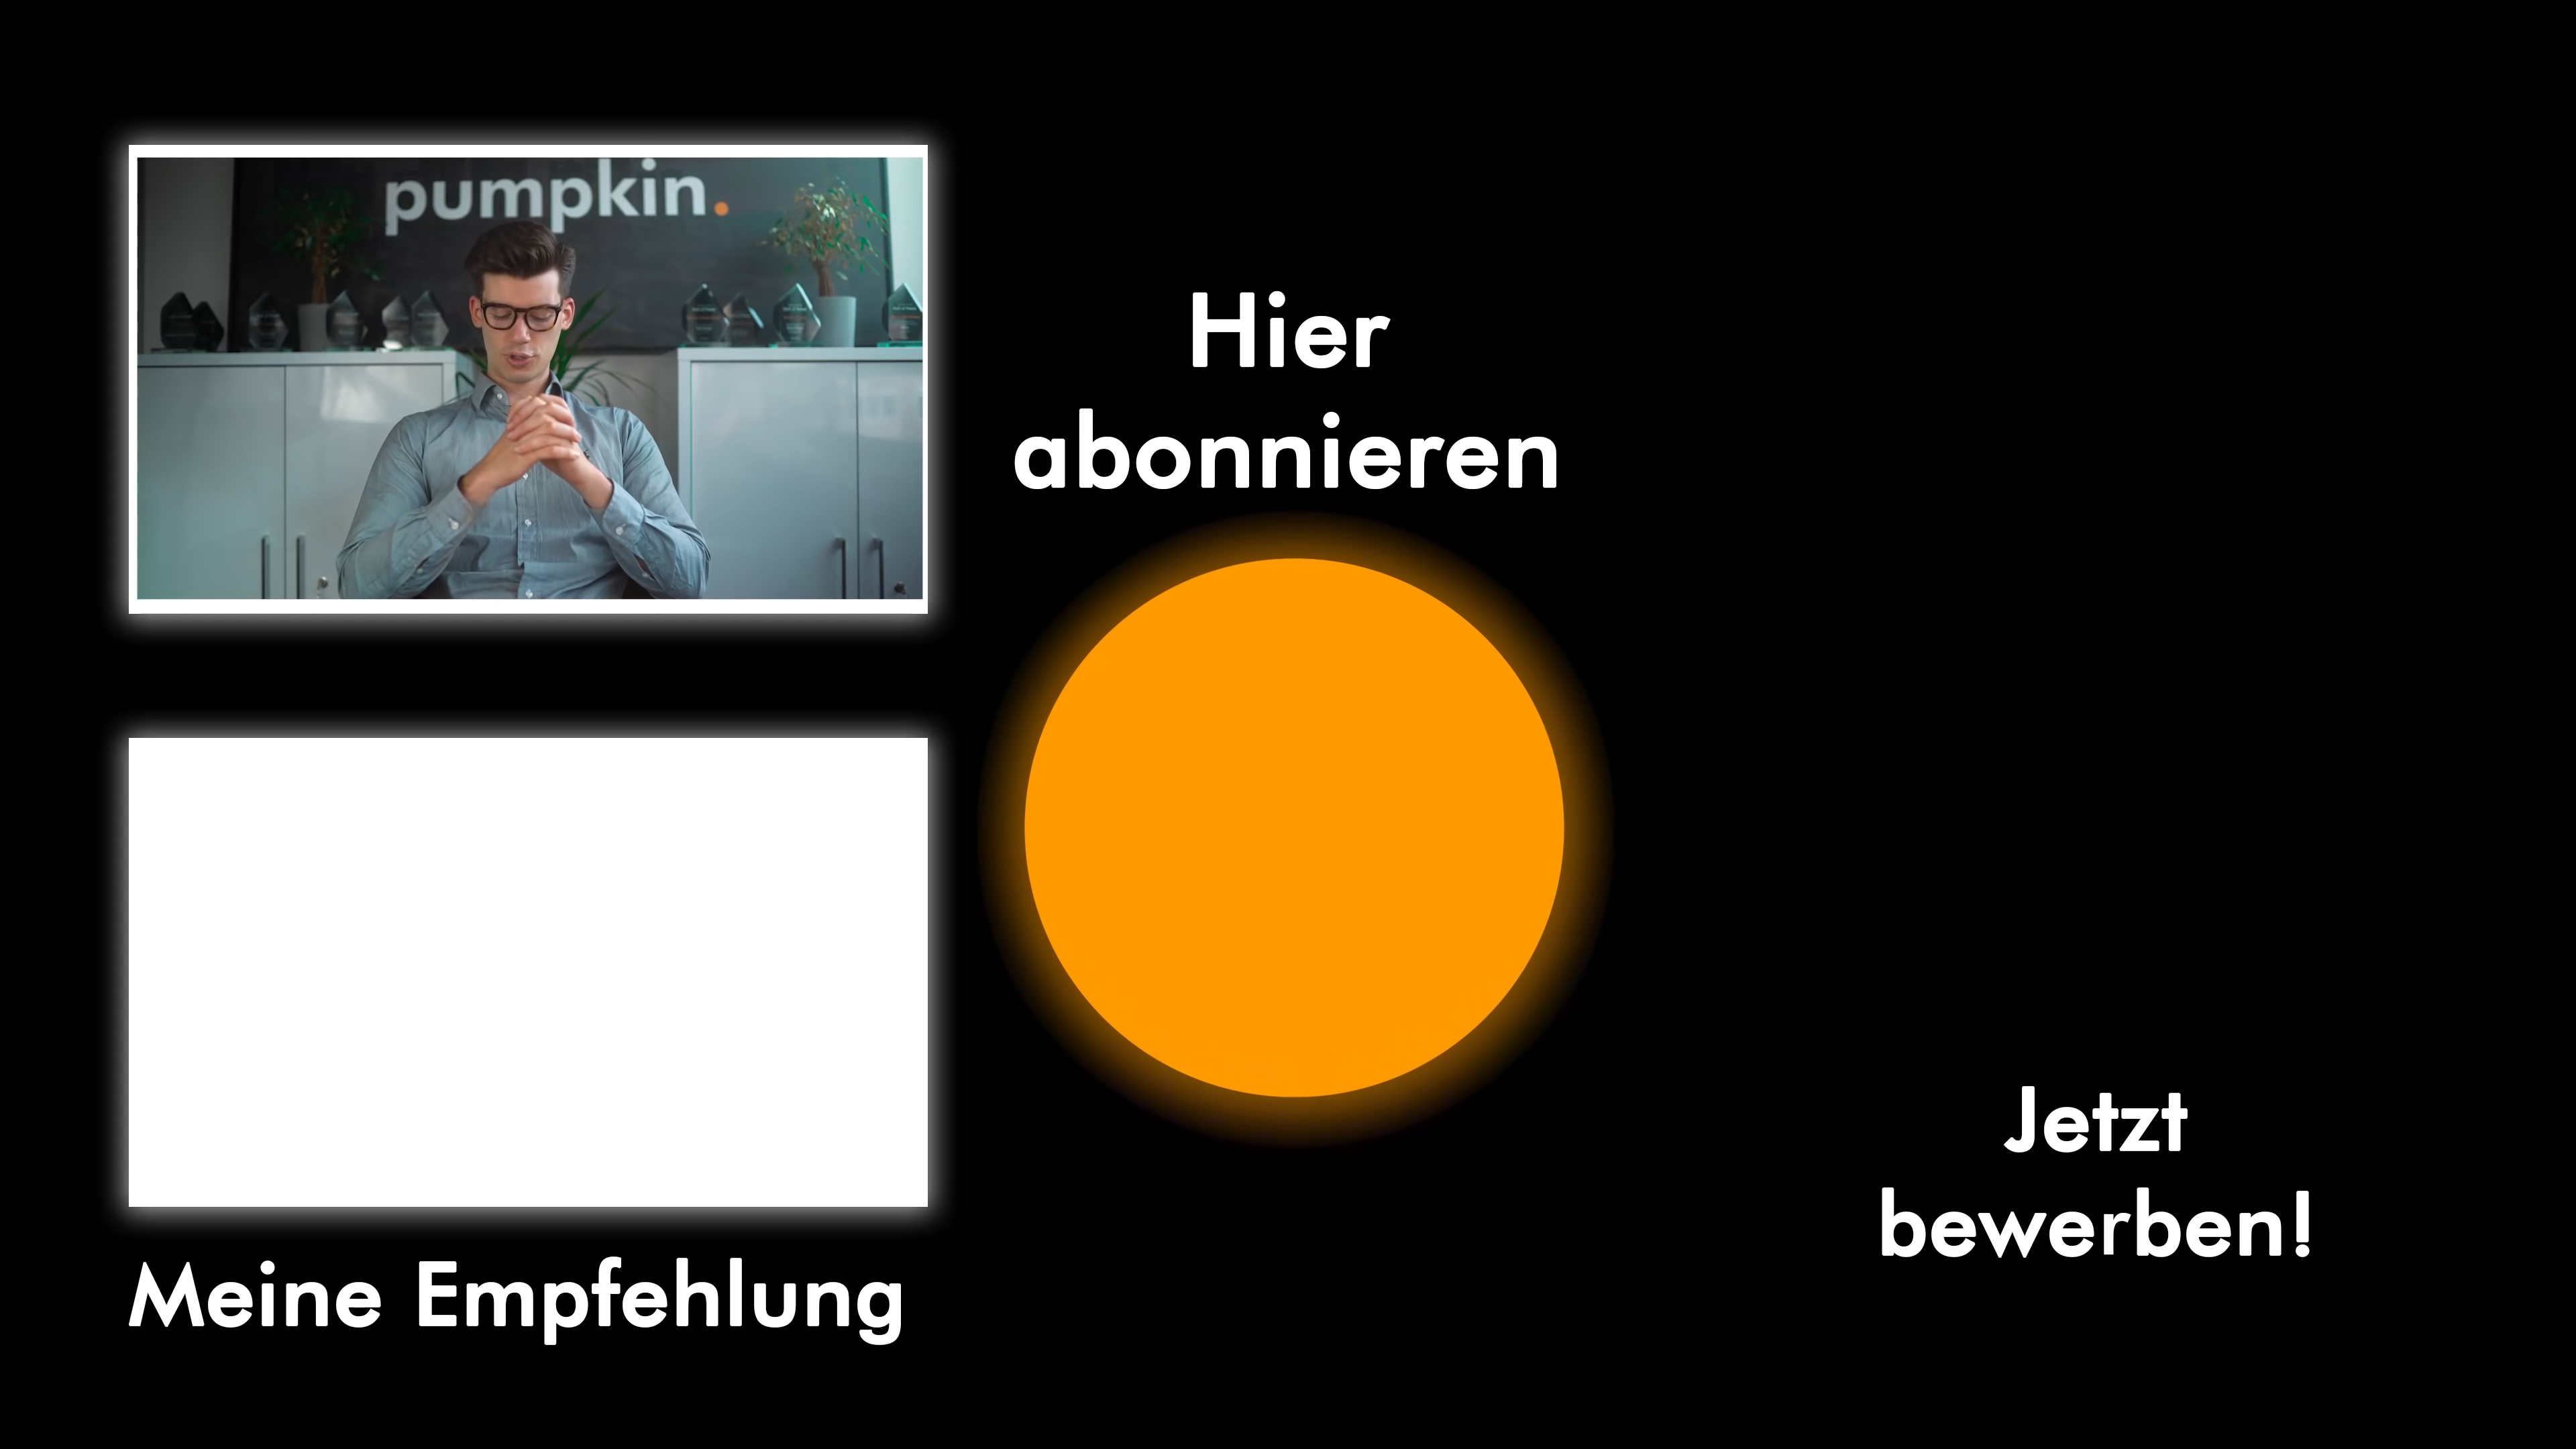 pumpkin.
Hier
abonnieren
Meine Empfehlung
Jetzt
bewerben!